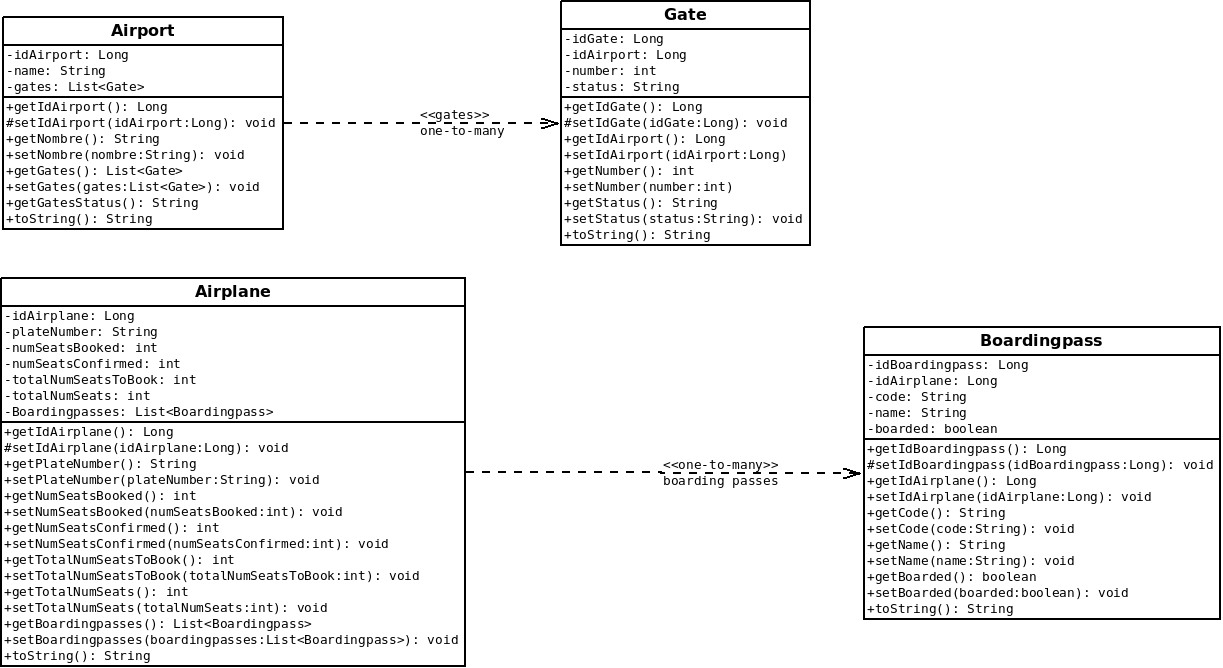 Airport
-idAirport: Long
-name: String
-gates: List<Gate>
+getIdAirport(): Long
#setIdAirport(idAirport:Long): void
+getNombre(): String
+setNombre(nombre:String): void
+getGates(): List<Gate>
+setGates(gates:List<Gate>): void
+getGatesStatus(): String
+toString(): String
<<gates>>
one-to-many
Gate
-idGate: Long
-idAirport: Long
-number: int
-status: String
+getIdGate(): Long
#setIdGate(idGate:Long): void
+getIdAirport(): Long
+setIdAirport(idAirport:Long)
+getNumber(): int
+setNumber(number:int)
+getStatus(): String
+setStatus(status:String): void
+toString(): String
Airplane
-idAirplane: Long
-plateNumber: String
-numSeatsBooked: int
-numSeatsConfirmed: int
-totalNumSeatsToBook: int
-totalNumSeats: int
-Boardingpasses: List<Boardingpass>
+getIdAirplane(): Long
#setIdAirplane(idAirplane:Long): void
+getPlateNumber(): String
+setPlateNumber(plateNumber:String): void
+getNumSeatsBooked(): int
+setNumSeatsBooked(numSeatsBooked:int): void
+getNumSeatsConfirmed(): int
+setNumSeatsConfirmed(numSeatsConfirmed:int): void
+getTotalNumSeatsToBook(): int
+setTotalNumSeatsToBook(totalNumSeatsToBook:int): void
+getTotalNumSeats(): int
+setTotalNumSeats(totalNumSeats:int): void
+getBoardingpasses(): List<Boardingpass>
+setBoardingpasses(boardingpasses:List<Boardingpass>): void
+toString(): String
<<one-to-many>>
boarding passes
Boardingpass
-idBoardingpass: Long
-idAirplane: Long
-code: String
-name: String
-boarded: boolean
+getIdBoardingpass(): Long
#setIdBoardingpass(idBoardingpass:Long): void
+getIdAirplane(): Long
+setIdAirplane(idAirplane:Long): void
+getCode(): String
+setCode(code:String): void
+getName(): String
+setName(name:String): void
+getBoarded(): boolean
+setBoarded(boarded:boolean): void
+toString(): String